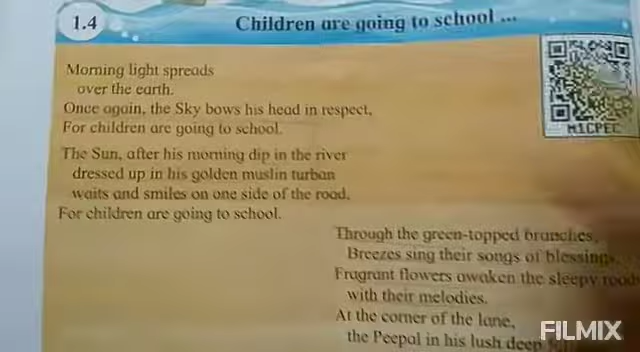 1.4
Children are going to school ...
M1CPEC
Morning light spreads
over the earth.
Once again, the Sky bows his head in respect,
For children are going to school.
The Sun, after his morning dip in the river
dressed up in his golden muslin turban
waits and smiles on one side of the road.
For children are going to school.
Through the green-topped branches,
Breezes sing their songs of blessings.
Fragrant flowers awaken the sleepy roads
with their melodies.
At the corner of the lane,
the Peepal in his lush deep
FILMIX